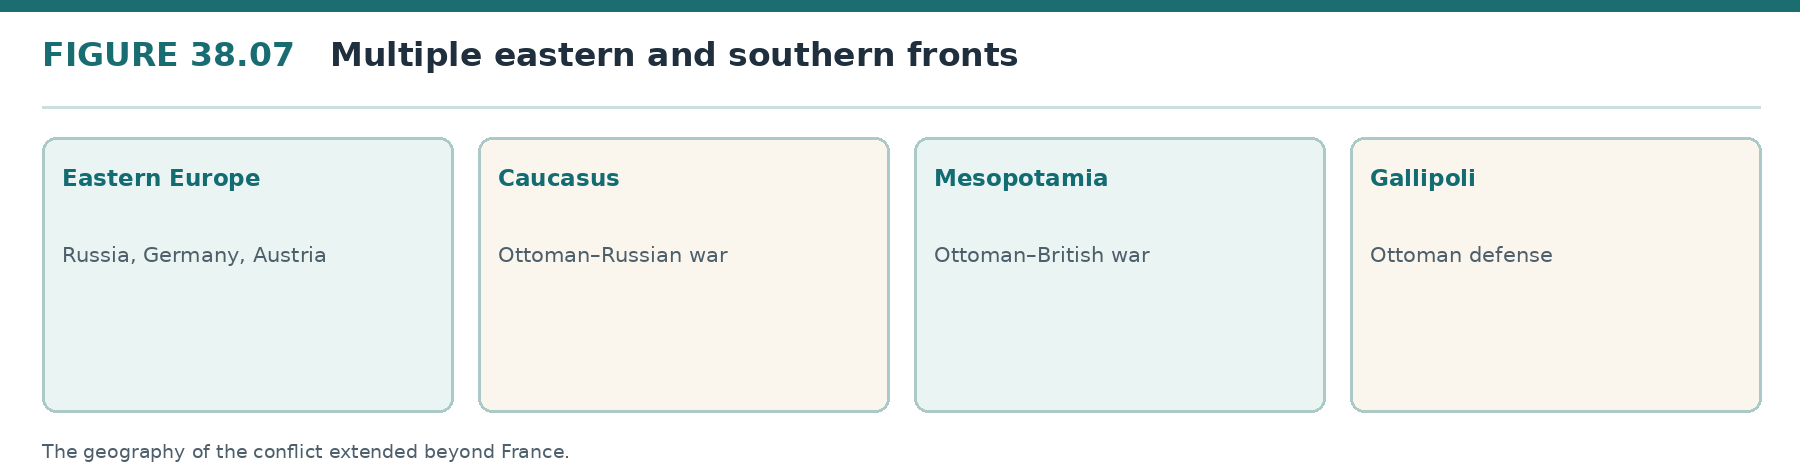 FIGURE 38.07 Multiple eastern and southern fronts
Eastern Europe
Russia, Germany, Austria
Caucasus
Ottoman–Russian war
Mesopotamia
Ottoman–British war
Gallipoli
Ottoman defense
The geography of the conflict extended beyond France.